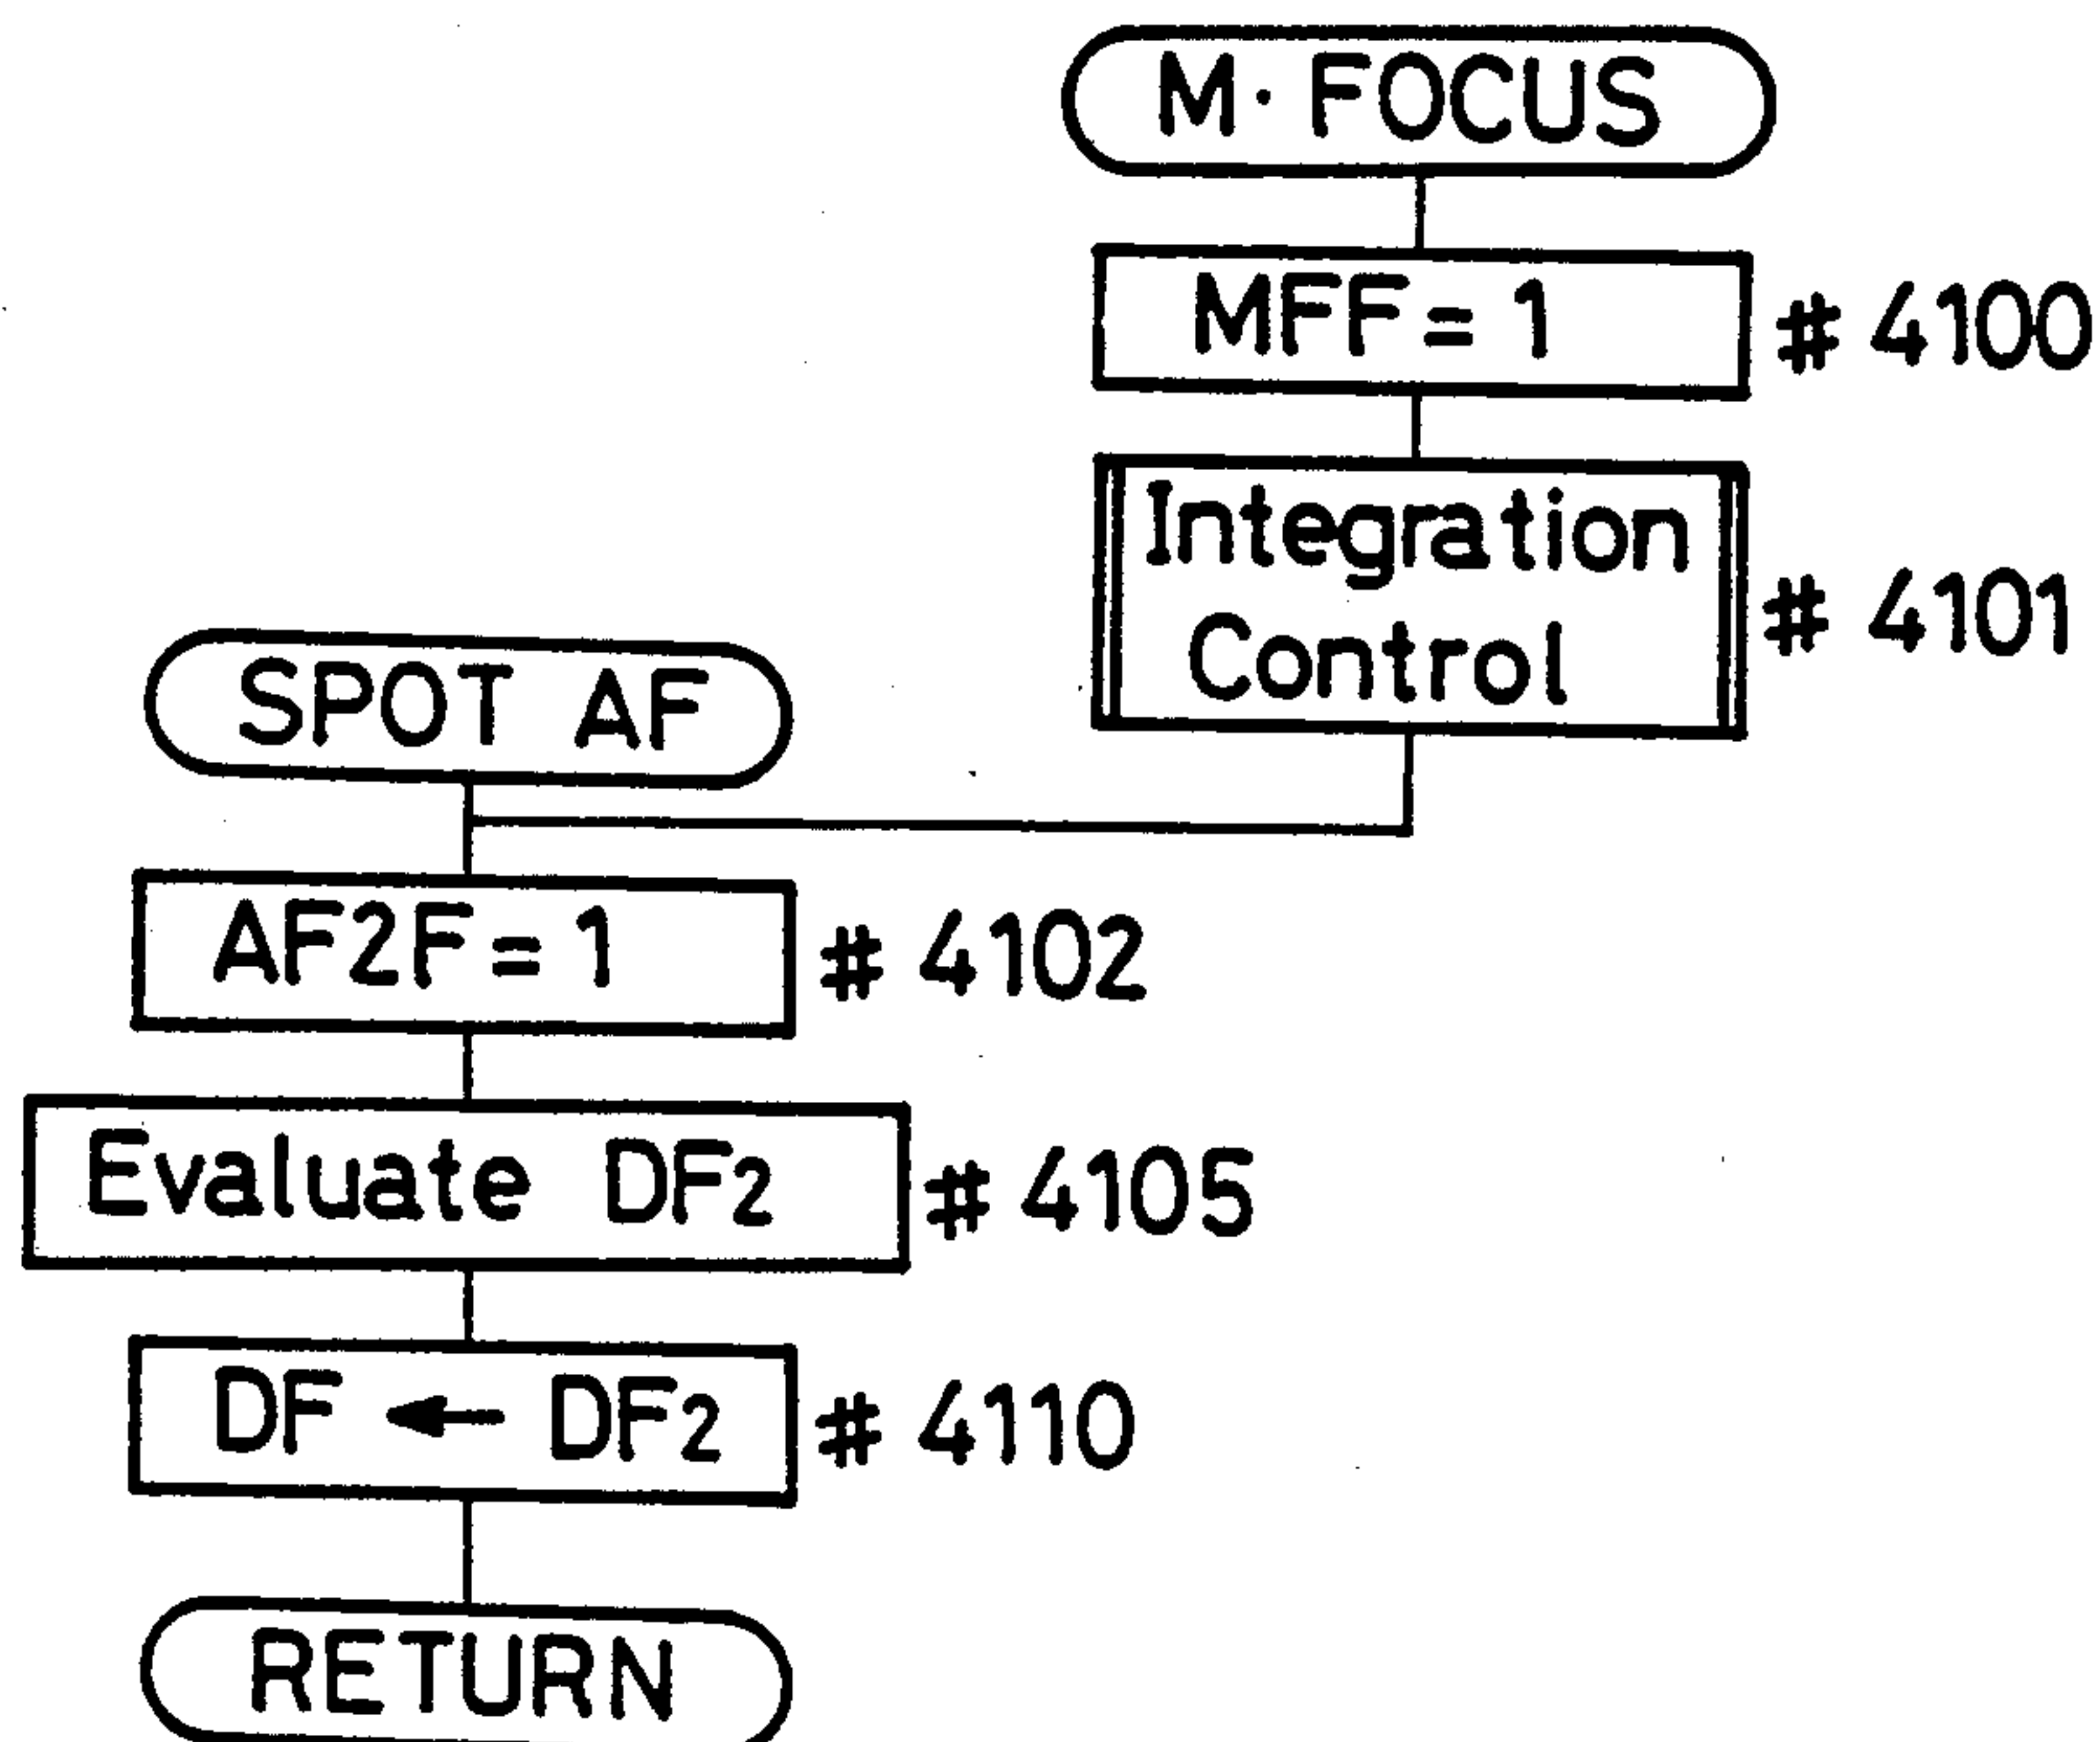 M·FOCUS
MFF=1 #4100
Integration
Control
#4101
SPOT AF
AF2F=1 #4102
Evaluate DF2 #4105
DF ← DF2 #4110
RETURN